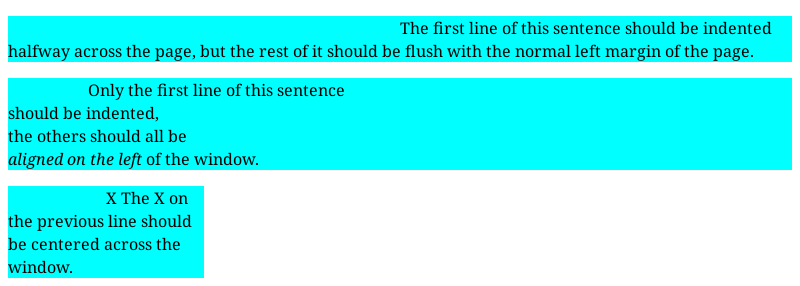 The first line of this sentence should be indented
halfway across the page, but the rest of it should be flush with the normal left margin of the page.
Only the first line of this sentence
should be indented,
the others should all be
aligned on the left of the window.
X The X on
the previous line should
be centered across the
window.